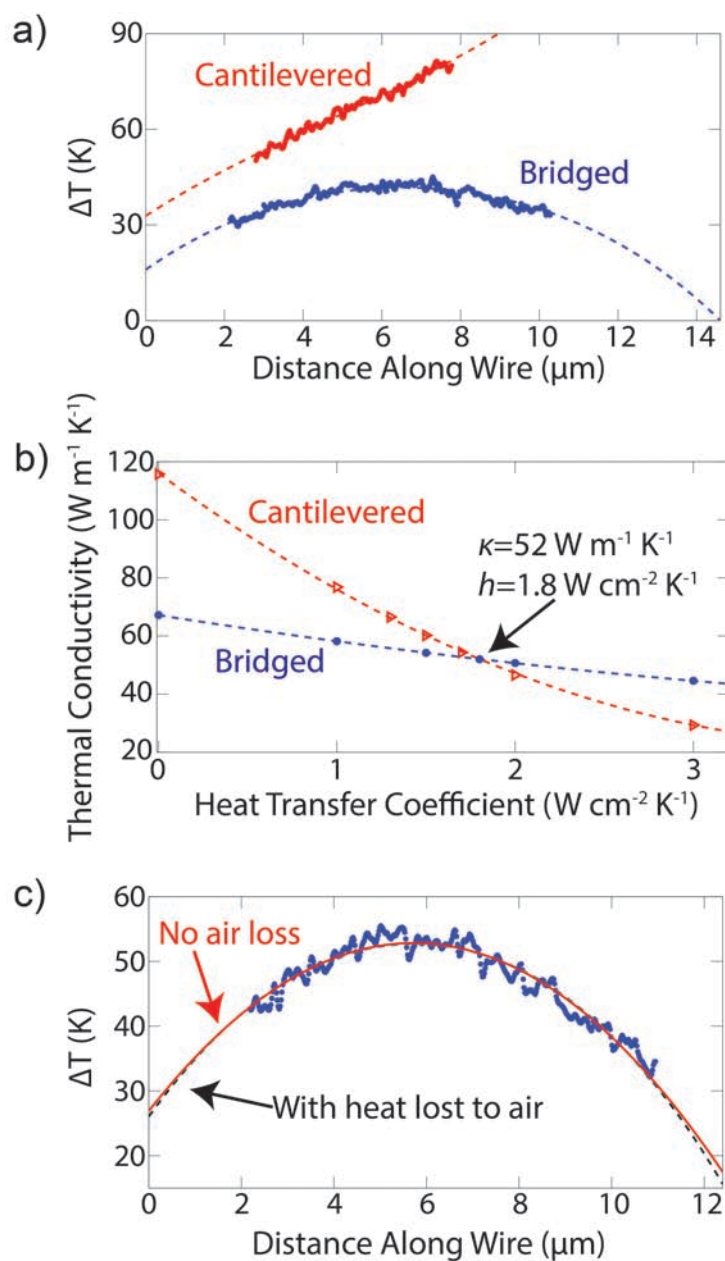 a)
90
60
30
0
ΔT (K)
Cantilevered
Bridged
0 2 4 6 8 10 12 14
Distance Along Wire (μm)
b)
120
100
80
60
40
20
Thermal Conductivity (W m⁻¹ K⁻¹)
Cantilevered
κ=52 W m⁻¹ K⁻¹
h=1.8 W cm⁻² K⁻¹
Bridged
0 1 2 3
Heat Transfer Coefficient (W cm⁻² K⁻¹)
c)
60
50
40
30
20
ΔT (K)
No air loss
With heat lost to air
0 2 4 6 8 10 12
Distance Along Wire (μm)